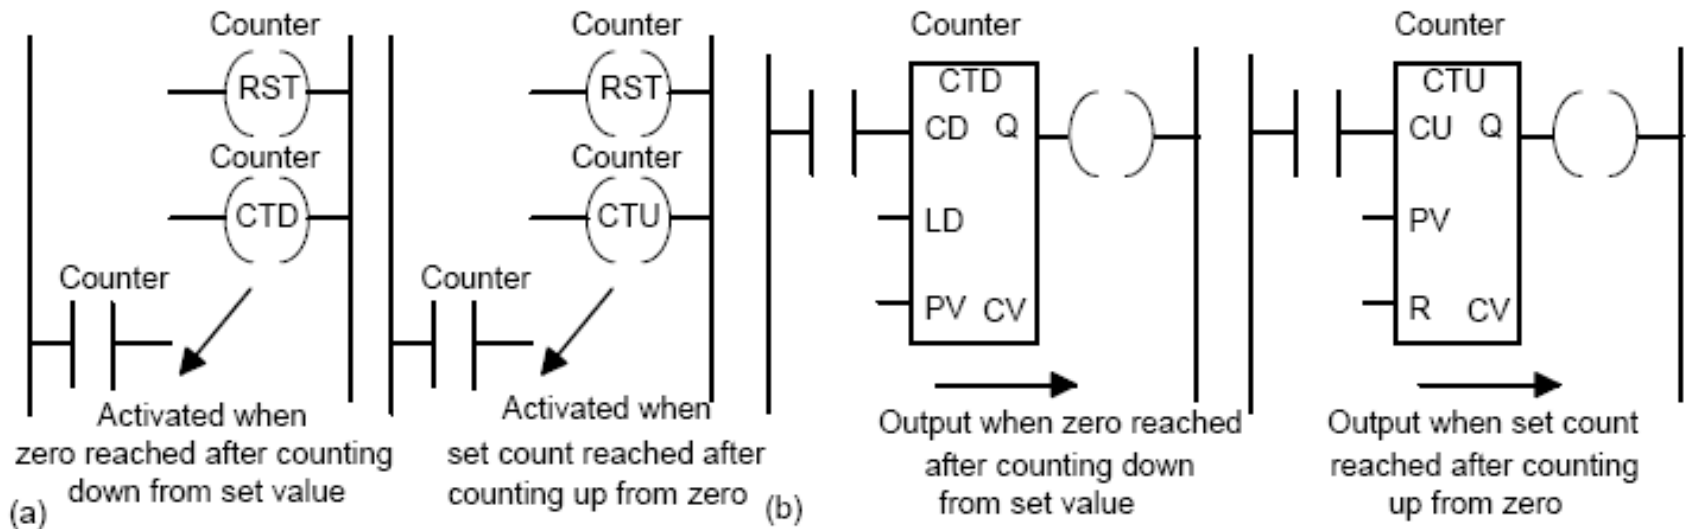 Counter
RST
Counter
CTD
Counter
Activated when
zero reached after counting
down from set value
(a)
Counter
RST
Counter
CTU
Counter
Activated when
set count reached after
counting up from zero
(b)
Counter
CTD
CD Q
LD
PV CV
Output when zero reached
after counting down
from set value
Counter
CTU
CU Q
PV
R CV
Output when set count
reached after counting
up from zero